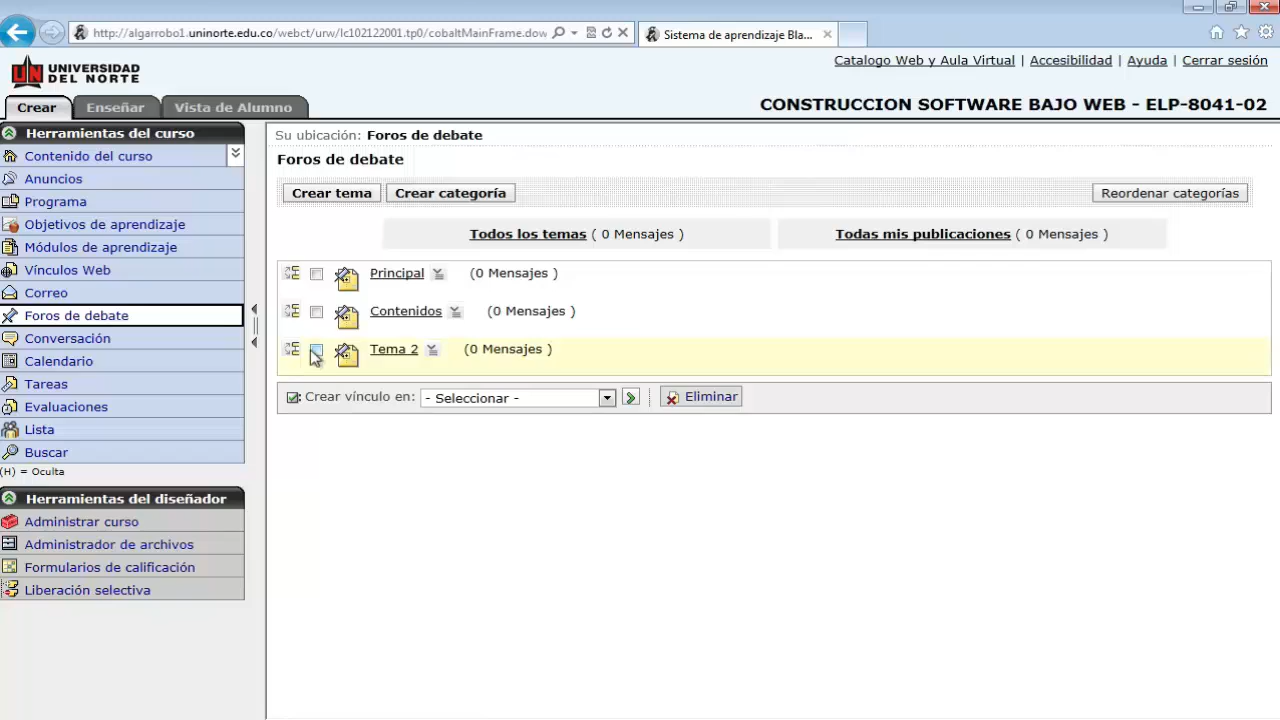 http://algarrobo1.uninorte.edu.co/webct/urw/lc102122001.tp0/cobaltMainFrame.dow
Sistema de aprendizaje Bla...
UN UNIVERSIDAD DEL NORTE
Catalogo Web y Aula Virtual | Accesibilidad | Ayuda | Cerrar sesión
Crear Enseñar Vista de Alumno
CONSTRUCCION SOFTWARE BAJO WEB - ELP-8041-02
Herramientas del curso
Contenido del curso
Anuncios
Programa
Objetivos de aprendizaje
Módulos de aprendizaje
Vínculos Web
Correo
Foros de debate
Conversación
Calendario
Tareas
Evaluaciones
Lista
Buscar
(H) = Oculta
Herramientas del diseñador
Administrar curso
Administrador de archivos
Formularios de calificación
Liberación selectiva
Su ubicación: Foros de debate
Foros de debate
Crear tema Crear categoría Reordenar categorías
Todos los temas ( 0 Mensajes ) Todas mis publicaciones ( 0 Mensajes )
Principal (0 Mensajes )
Contenidos (0 Mensajes )
Tema 2 (0 Mensajes )
: Crear vínculo en: - Seleccionar - Eliminar